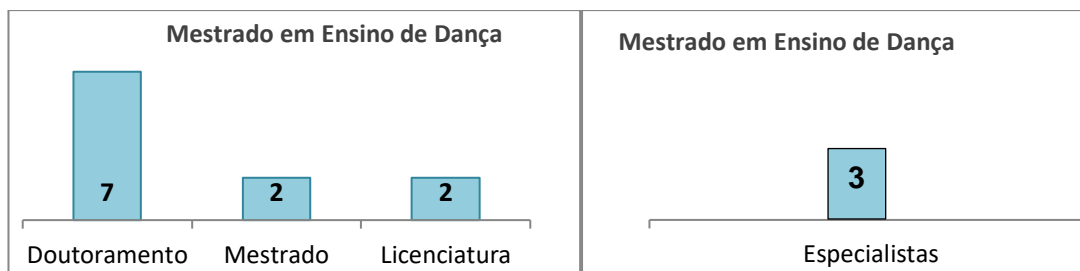 Mestrado em Ensino de Dança
7
2
2
Doutoramento
Mestrado
Licenciatura
Mestrado em Ensino de Dança
3
Especialistas